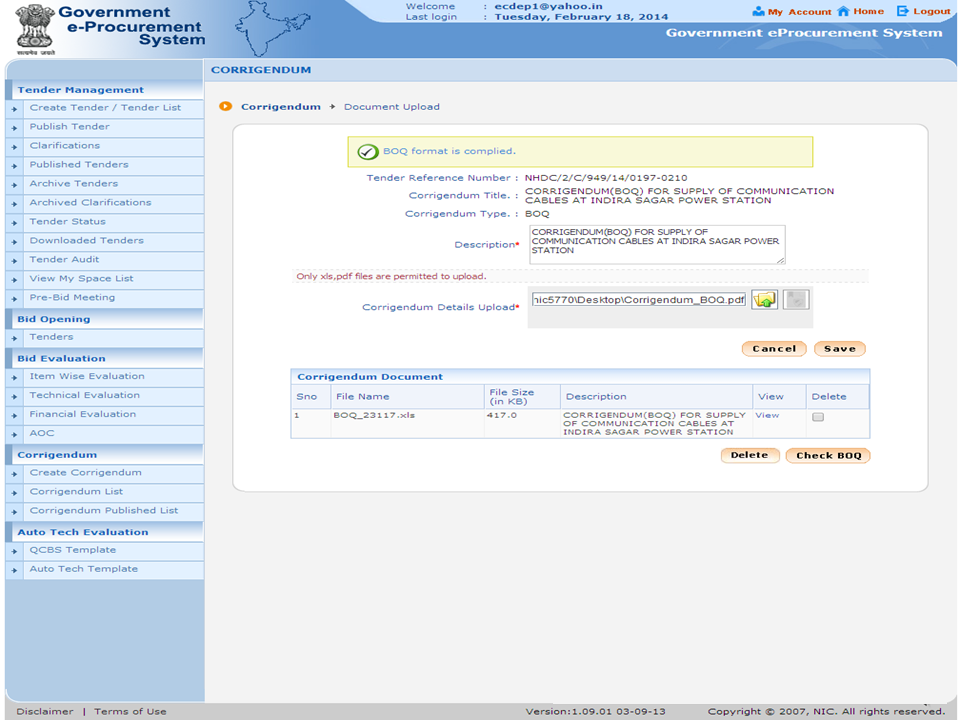 Government
e-Procurement
System
सत्यमेव जयते
Welcome : ecdep1@yahoo.in
Last login : Tuesday, February 18, 2014
My Account Home Logout
Government eProcurement System
CORRIGENDUM
Tender Management
Create Tender / Tender List
Publish Tender
Clarifications
Published Tenders
Archive Tenders
Archived Clarifications
Tender Status
Downloaded Tenders
Tender Audit
View My Space List
Pre-Bid Meeting
Bid Opening
Tenders
Bid Evaluation
Item Wise Evaluation
Technical Evaluation
Financial Evaluation
AOC
Corrigendum
Create Corrigendum
Corrigendum List
Corrigendum Published List
Auto Tech Evaluation
QCBS Template
Auto Tech Template
Corrigendum Document Upload
BOQ format is complied.
Tender Reference Number : NHDC/2/C/949/14/0197-0210
Corrigendum Title. : CORRIGENDUM(BOQ) FOR SUPPLY OF COMMUNICATION
CABLES AT INDIRA SAGAR POWER STATION
Corrigendum Type. : BOQ
Description* CORRIGENDUM(BOQ) FOR SUPPLY OF
COMMUNICATION CABLES AT INDIRA SAGAR POWER
STATION
Only xls,pdf files are permitted to upload.
Corrigendum Details Upload* nic5770\Desktop\Corrigendum_BOQ.pdf
Cancel Save
Corrigendum Document
Sno File Name File Size (in KB) Description View Delete
1 BOQ_23117.xls 417.0 CORRIGENDUM(BOQ) FOR SUPPLY View
OF COMMUNICATION CABLES AT
INDIRA SAGAR POWER STATION
Delete Check BOQ
Disclaimer | Terms of Use
Version:1.09.01 03-09-13 Copyright © 2007, NIC. All rights reserved.